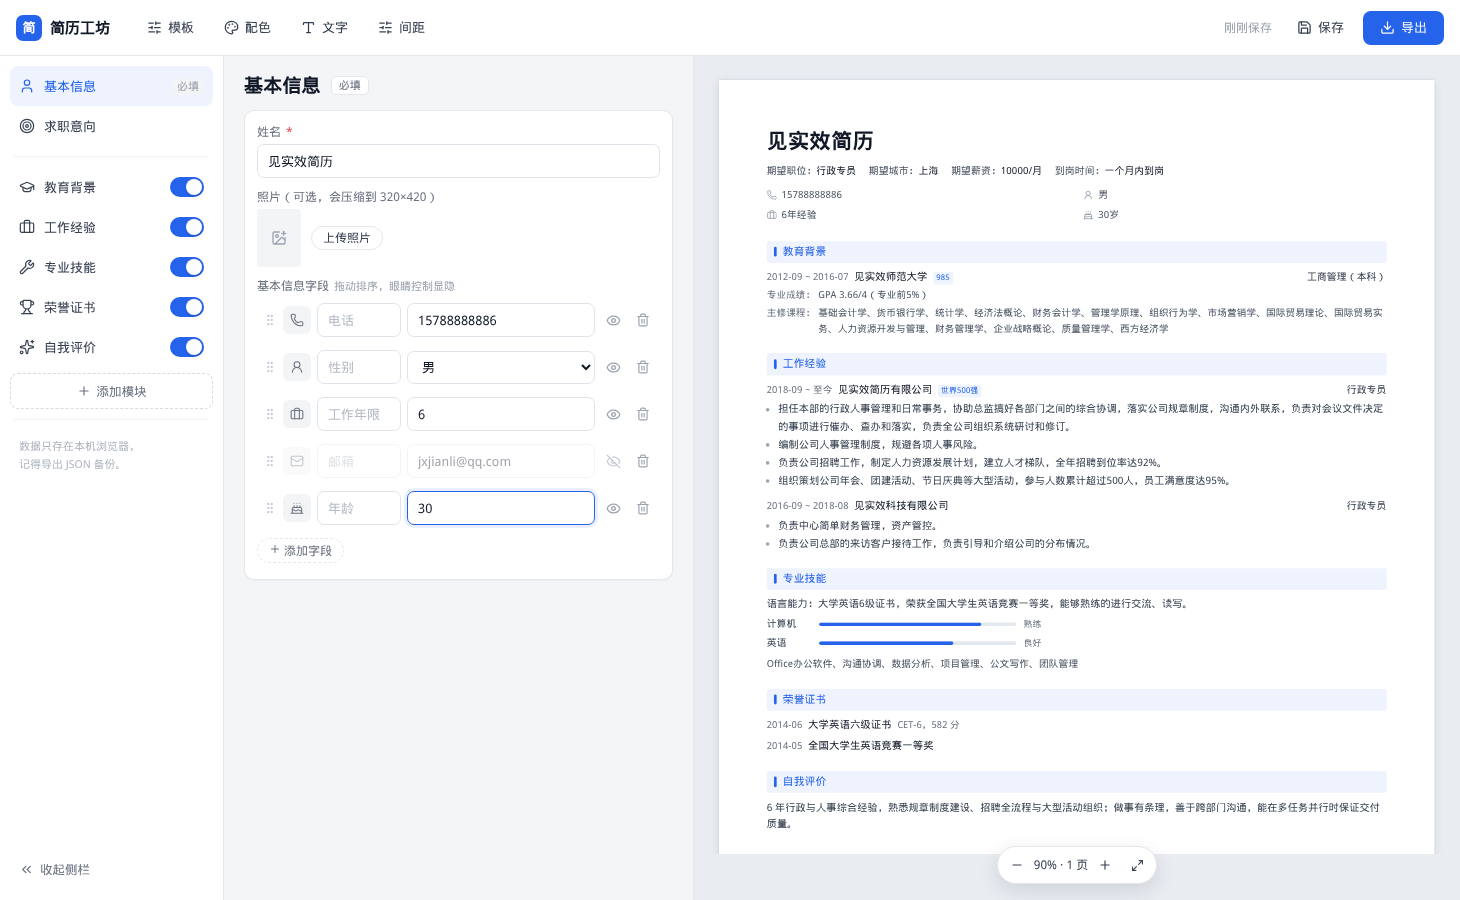 简 简历工坊 模板 配色 文字 间距 刚刚保存 保存 导出
基本信息 必填
求职意向
教育背景
工作经验
专业技能
荣誉证书
自我评价
+ 添加模块
数据只存在本机浏览器，
记得导出 JSON 备份。
收起侧栏
基本信息 必填
姓名 *
见实效简历
照片（可选，会压缩到 320×420）
上传照片
基本信息字段 拖动排序，眼睛控制显隐
电话 15788888886
性别 男
工作年限 6
邮箱 jxjianli@qq.com
年龄 30
+ 添加字段
见实效简历
期望职位：行政专员 期望城市：上海 期望薪资：10000/月 到岗时间：一个月内到岗
15788888886 男
6年经验 30岁
教育背景
2012-09 ~ 2016-07 见实效师范大学 985 工商管理（本科）
专业成绩： GPA 3.66/4（专业前5%）
主修课程： 基础会计学、货币银行学、统计学、经济法概论、财务会计学、管理学原理、组织行为学、市场营销学、国际贸易理论、国际贸易实
务、人力资源开发与管理、财务管理学、企业战略概论、质量管理学、西方经济学
工作经验
2018-09 ~ 至今 见实效简历有限公司 世界500强 行政专员
• 担任本部的行政人事管理和日常事务，协助总监搞好各部门之间的综合协调，落实公司规章制度，沟通内外联系，负责对会议文件决定
的事项进行催办、查办和落实，负责全公司组织系统研讨和修订。
• 编制公司人事管理制度，规避各项人事风险。
• 负责公司招聘工作，制定人力资源发展计划，建立人才梯队，全年招聘到位率达92%。
• 组织策划公司年会、团建活动、节日庆典等大型活动，参与人数累计超过500人，员工满意度达95%。
2016-09 ~ 2018-08 见实效科技有限公司 行政专员
• 负责中心简单财务管理，资产管控。
• 负责公司总部的来访客户接待工作，负责引导和介绍公司的分布情况。
专业技能
语言能力：大学英语6级证书，荣获全国大学生英语竞赛一等奖，能够熟练的进行交流、读写。
计算机 熟练
英语 良好
Office办公软件、沟通协调、数据分析、项目管理、公文写作、团队管理
荣誉证书
2014-06 大学英语六级证书 CET-6，582 分
2014-05 全国大学生英语竞赛一等奖
自我评价
6 年行政与人事综合经验，熟悉规章制度建设、招聘全流程与大型活动组织；做事有条理，善于跨部门沟通，能在多任务并行时保证交付
质量。
90% · 1 页